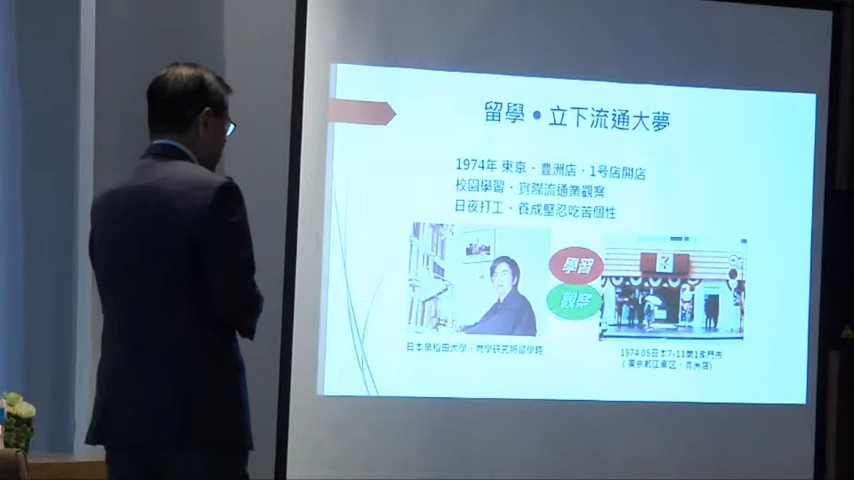 留學•立下流通大夢
1974年 東京‧豊洲店‧1号店開店
校園學習‧實際流通業觀察
日夜打工‧養成堅忍吃苦個性
學習
觀察
7
日本早稻田大學‧商學研究所留學時
1974.05日本7-11第1家門市
(東京都江東区‧豊洲店)